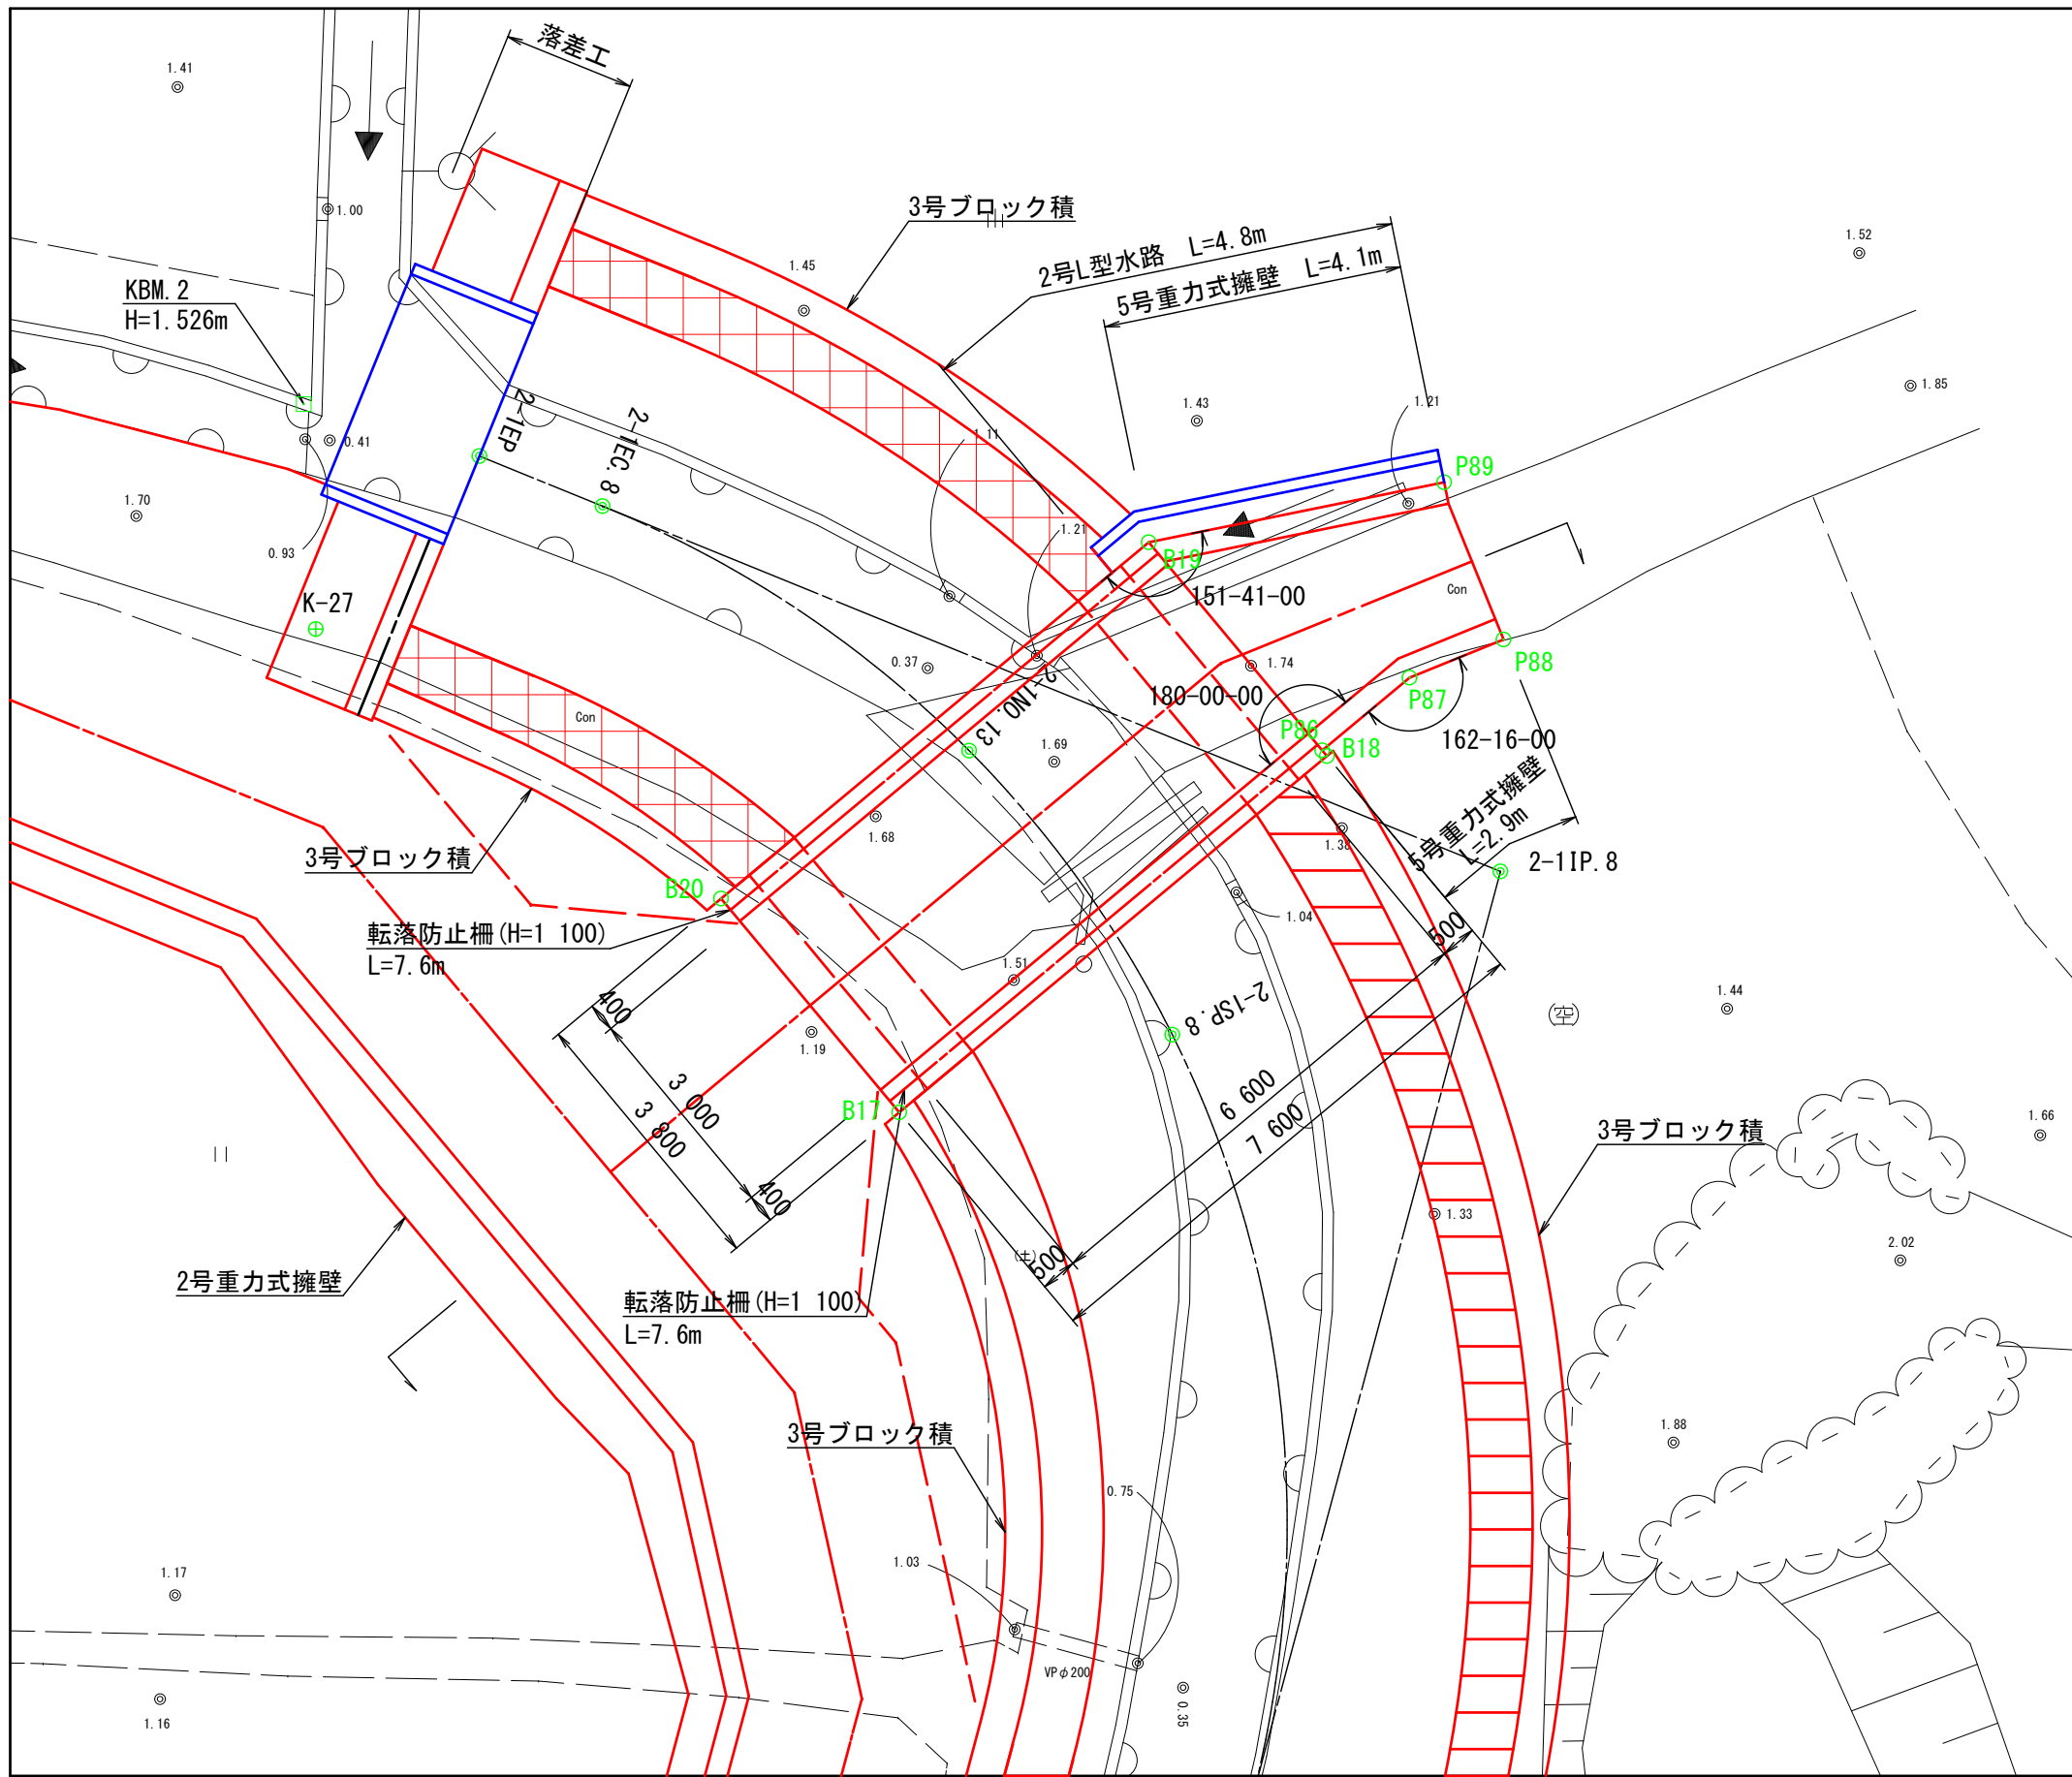 落差工
1.41
1.00
3号ブロック積
2号L型水路　L=4.8m
5号重力式擁壁　L=4.1m
1.52
1.45
KBM.2
H=1.526m
1.85
1.43
1.21
1.11
2-1EP
2-1EC.8
0.41
P89
1.70
0.93
1.21
B19
151-41-00
Con
K-27
0.37
1.74
P88
2-1NO.13
180-00-00
P87
Con
P86
B18
162-16-00
1.69
5号重力式擁壁
L=2.9m
1.68
1.38
2-1IP.8
3号ブロック積
B20
転落防止柵(H=1 100)
L=7.6m
1.04
500
1.51
2-1SP.8
(空)
1.44
400
1.19
3 000
3 800
B17
6 600
7 600
3号ブロック積
1.66
400
1.33
2.02
(土)
500
2号重力式擁壁
転落防止柵(H=1 100)
L=7.6m
3号ブロック積
1.88
0.75
1.03
1.17
VPφ200
0.35
1.16